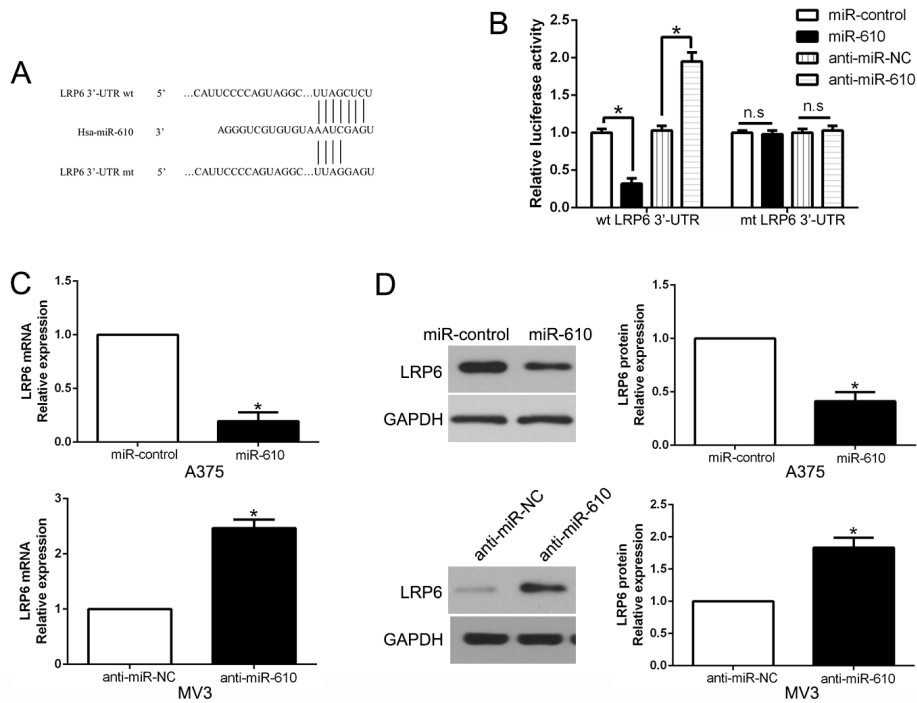 A
LRP6 3'-UTR wt 5' ...CAUUCCCCAGUAGGC...UUAGCUCU
Hsa-miR-610 3' AGGGUCGUGUGUAAAUCGAGU
LRP6 3'-UTR mt 5' ...CAUUCCCCAGUAGGC...UUAGGAGU
B
miR-control
miR-610
anti-miR-NC
anti-miR-610
Relative luciferase activity
2.5
2.0
1.5
1.0
0.5
0.0
*
*
n.s
n.s
wt LRP6 3'-UTR
mt LRP6 3'-UTR
C
LRP6 mRNA
Relative expression
1.5
1.0
0.5
0.0
*
miR-control
miR-610
A375
LRP6 mRNA
Relative expression
3
2
1
0
*
anti-miR-NC
anti-miR-610
MV3
D
miR-control miR-610
LRP6
GAPDH
LRP6 protein
Relative expression
1.5
1.0
0.5
0.0
*
miR-control
miR-610
A375
anti-miR-NC
anti-miR-610
LRP6
GAPDH
LRP6 protein
Relative expression
2.5
2.0
1.5
1.0
0.5
0.0
*
anti-miR-NC
anti-miR-610
MV3